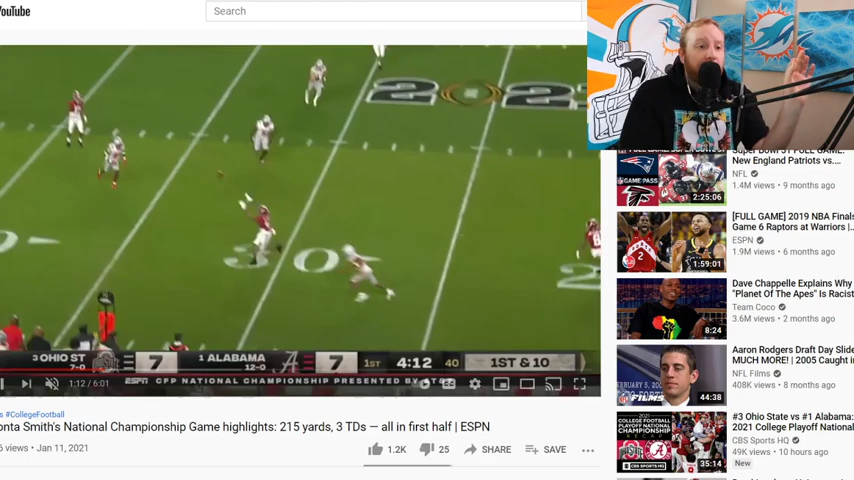 YouTube
Search
202
30
3 OHIO ST 7-0 7 1 ALABAMA 12-0 7 1ST 4:12 40 1ST & 10
1:12 / 6:01
ESPN CFP NATIONAL CHAMPIONSHIP PRESENTED BY AT&T
s #CollegeFootball
onta Smith's National Championship Game highlights: 215 yards, 3 TDs — all in first half | ESPN
views • Jan 11, 2021
1.2K 25 SHARE SAVE
Super Bowl 51 FULL GAME:
New England Patriots vs....
NFL
1.4M views • 9 months ago
GAME PASS
2:25:06
[FULL GAME] 2019 NBA Finals
Game 6 Raptors at Warriors |...
ESPN
1.9M views • 6 months ago
1:59:01
Dave Chappelle Explains Why
"Planet Of The Apes" Is Racist
Team Coco
3.6M views • 2 months ago
8:24
Aaron Rodgers Draft Day Slide
MUCH MORE! | 2005 Caught i
NFL Films
408K views • 8 months ago
FILMS
44:38
#3 Ohio State vs #1 Alabama:
2021 College Football
Playoff National
CBS Sports HQ
49K views • 10 hours ago
New
2021
COLLEGE FOOTBALL
PLAYOFF NATIONAL
CHAMPIONSHIP
RECAP
35:14